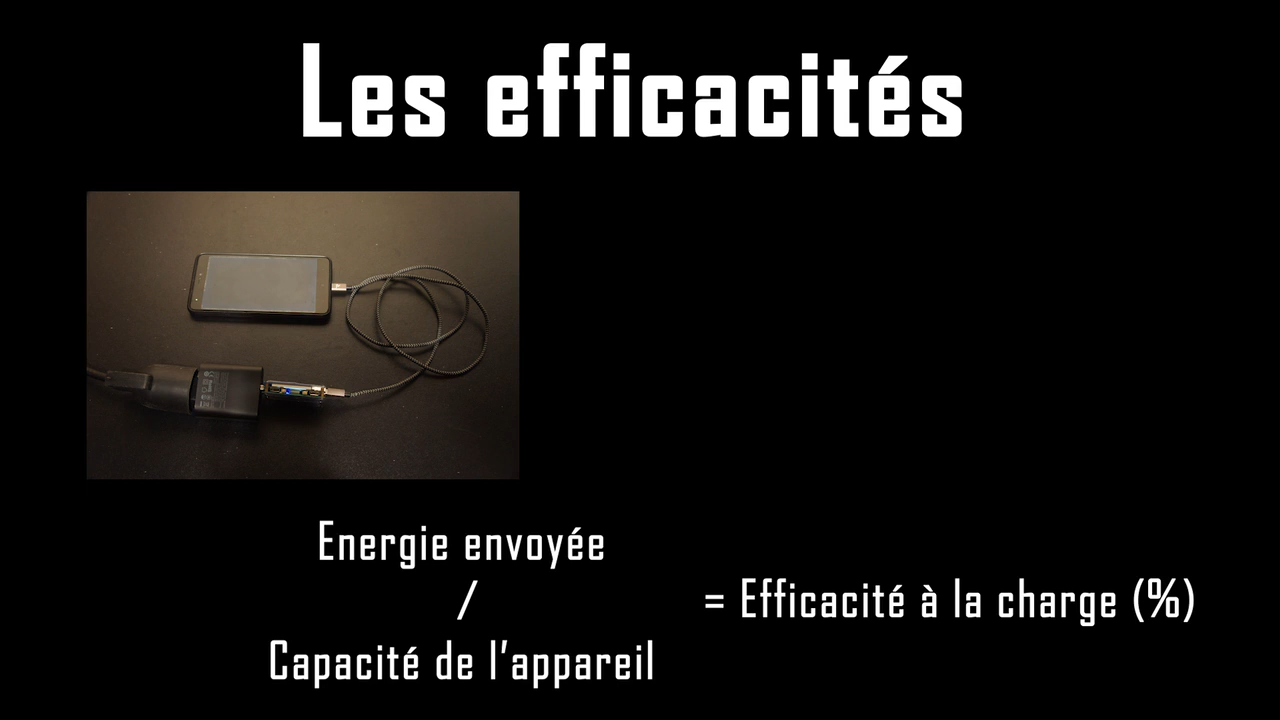 Les efficacités
Energie envoyée
/
Capacité de l’appareil
= Efficacité à la charge (%)